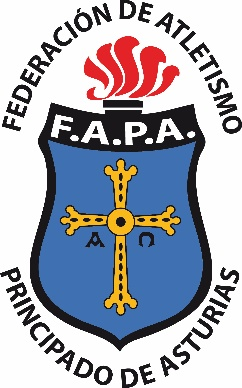 FEDERACIÓN DE ATLETISMO
F.A.P.A.
Α Ω
PRINCIPADO DE ASTURIAS